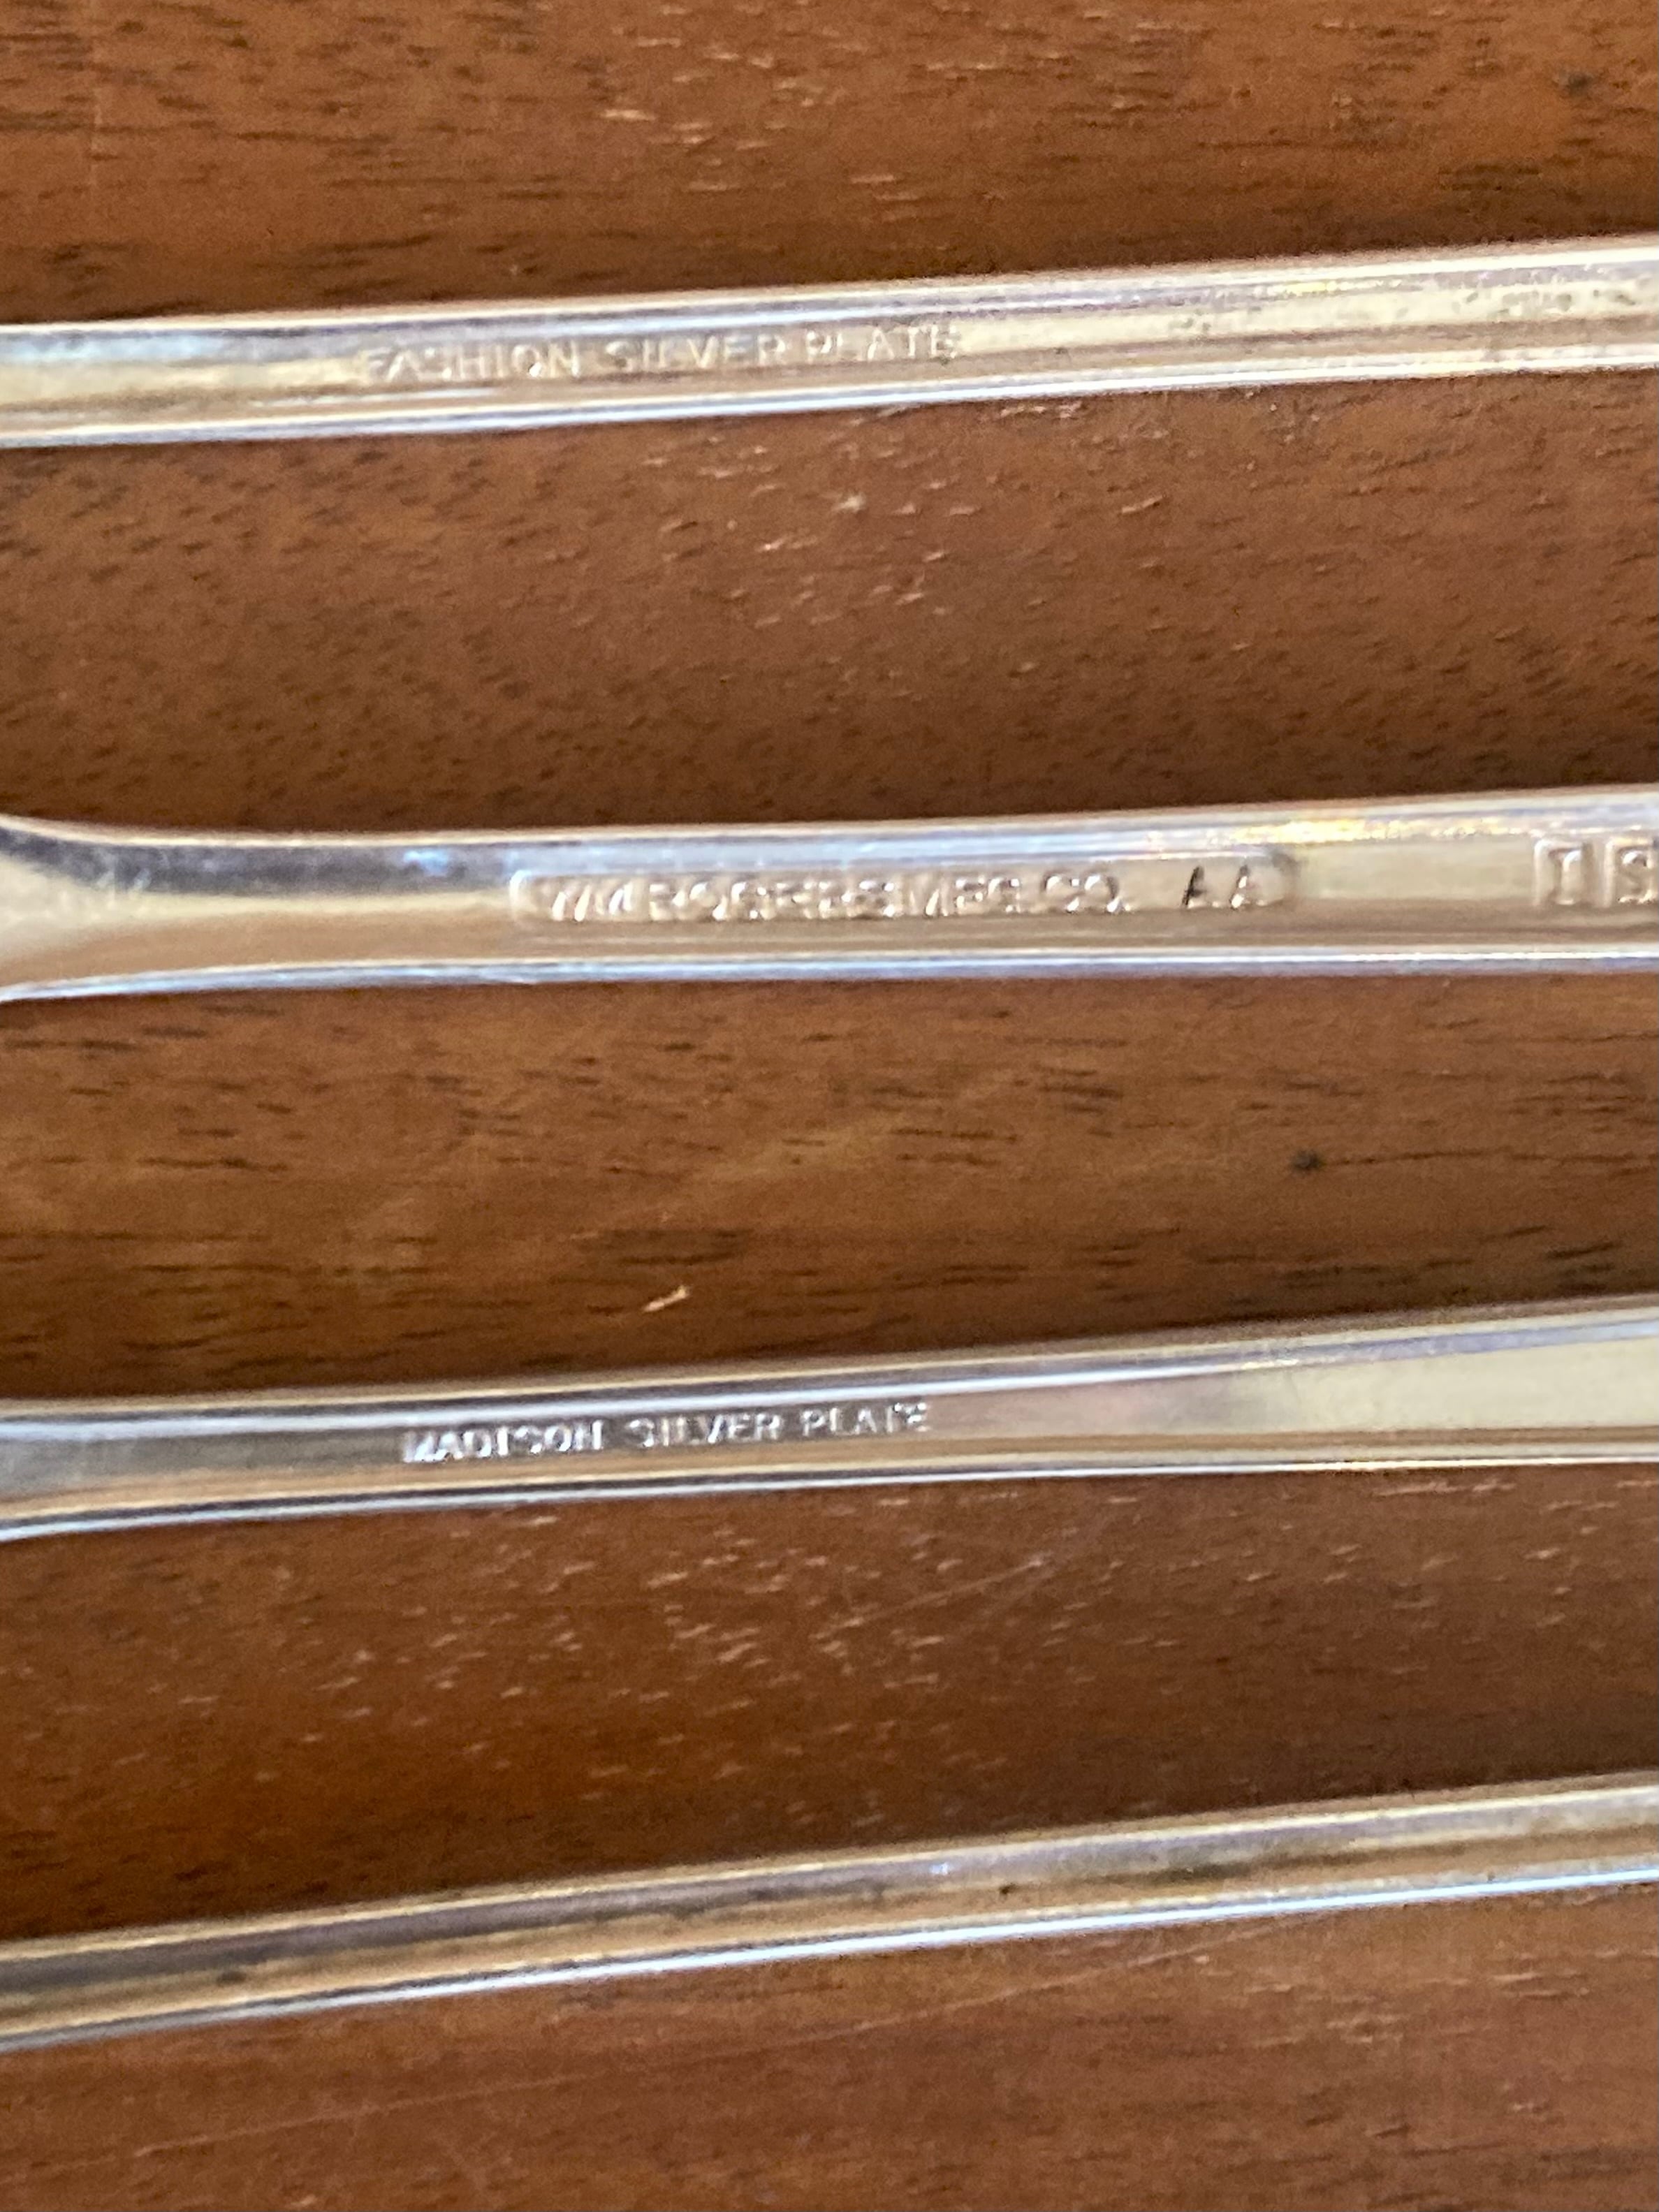 FASHION SILVER PLATE
WM ROGERS MFG. CO. AA I S
MADISON SILVER PLATE